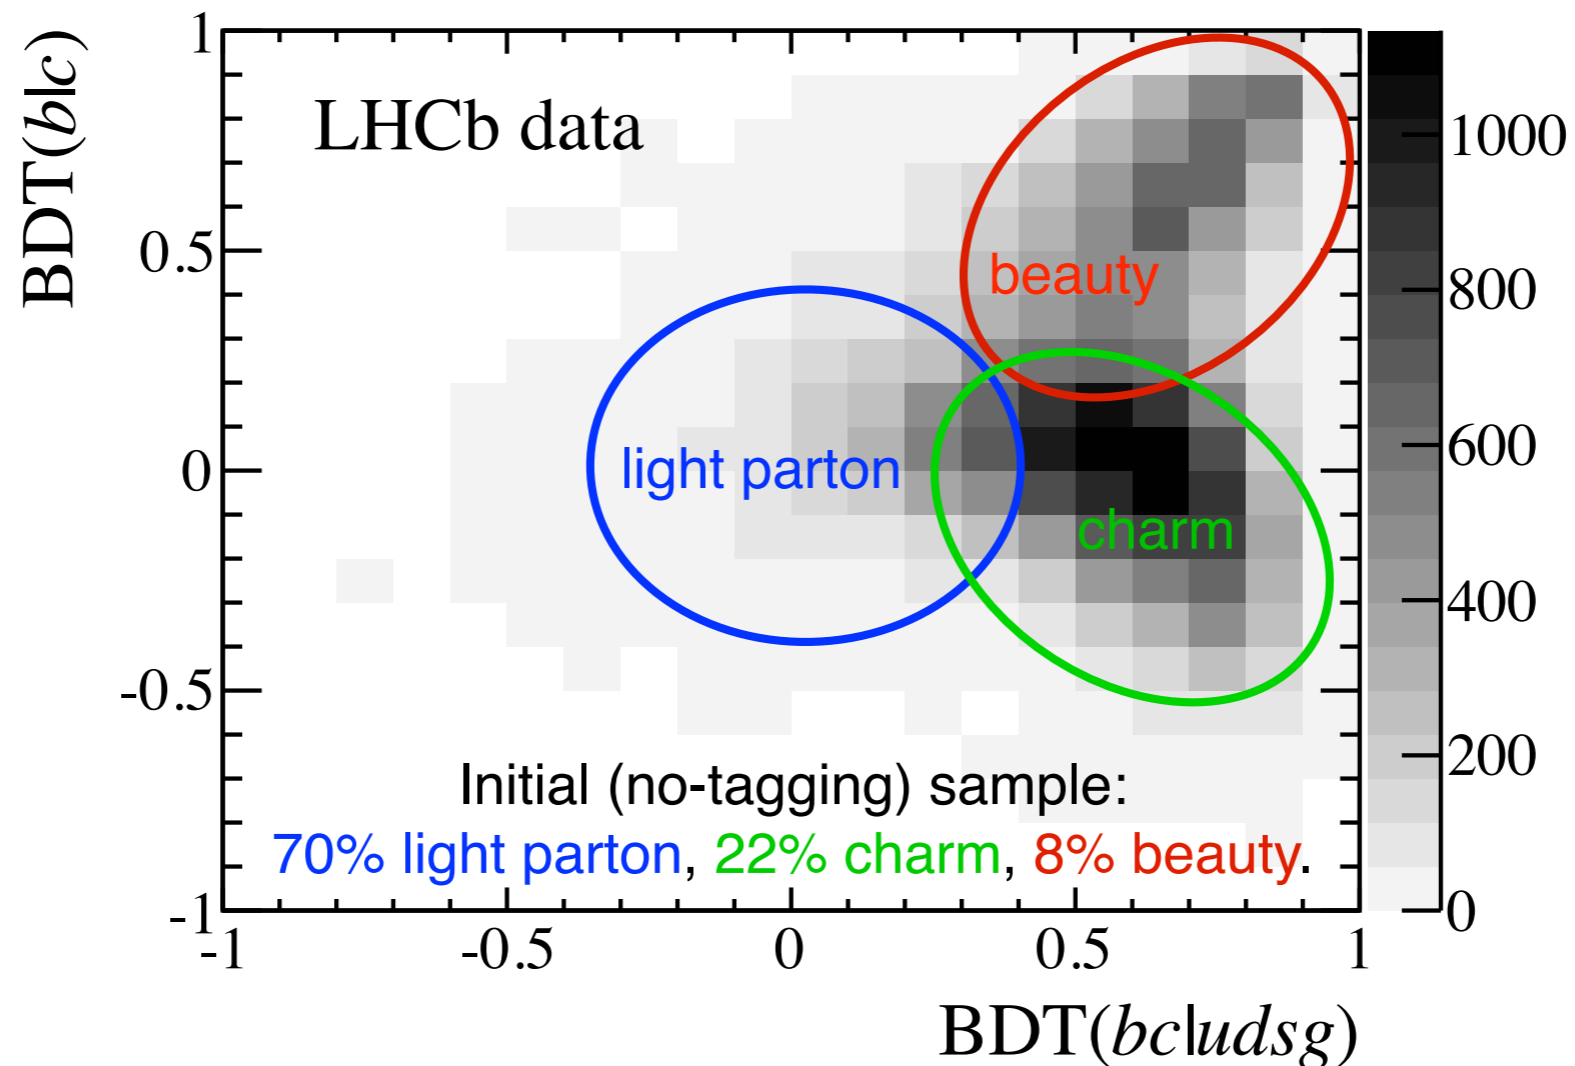 BDT(b|c)
1
0.5
0
-0.5
-1
LHCb data
beauty
light parton
charm
Initial (no-tagging) sample:
70% light parton, 22% charm, 8% beauty.
-1
-0.5
0
0.5
1
BDT(bc|udsg)
1000
800
600
400
200
0